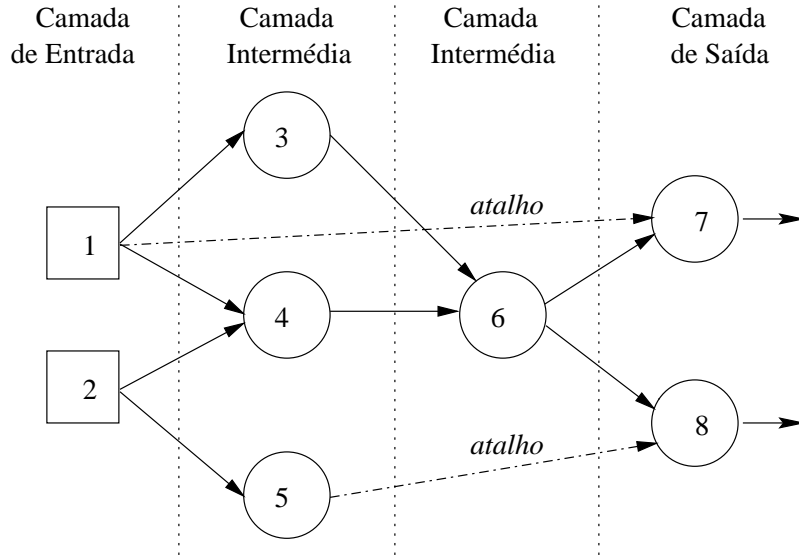 Camada
de Entrada
Camada
Intermédia
Camada
Intermédia
Camada
de Saída
3
atalho
7
1
4
6
2
8
atalho
5